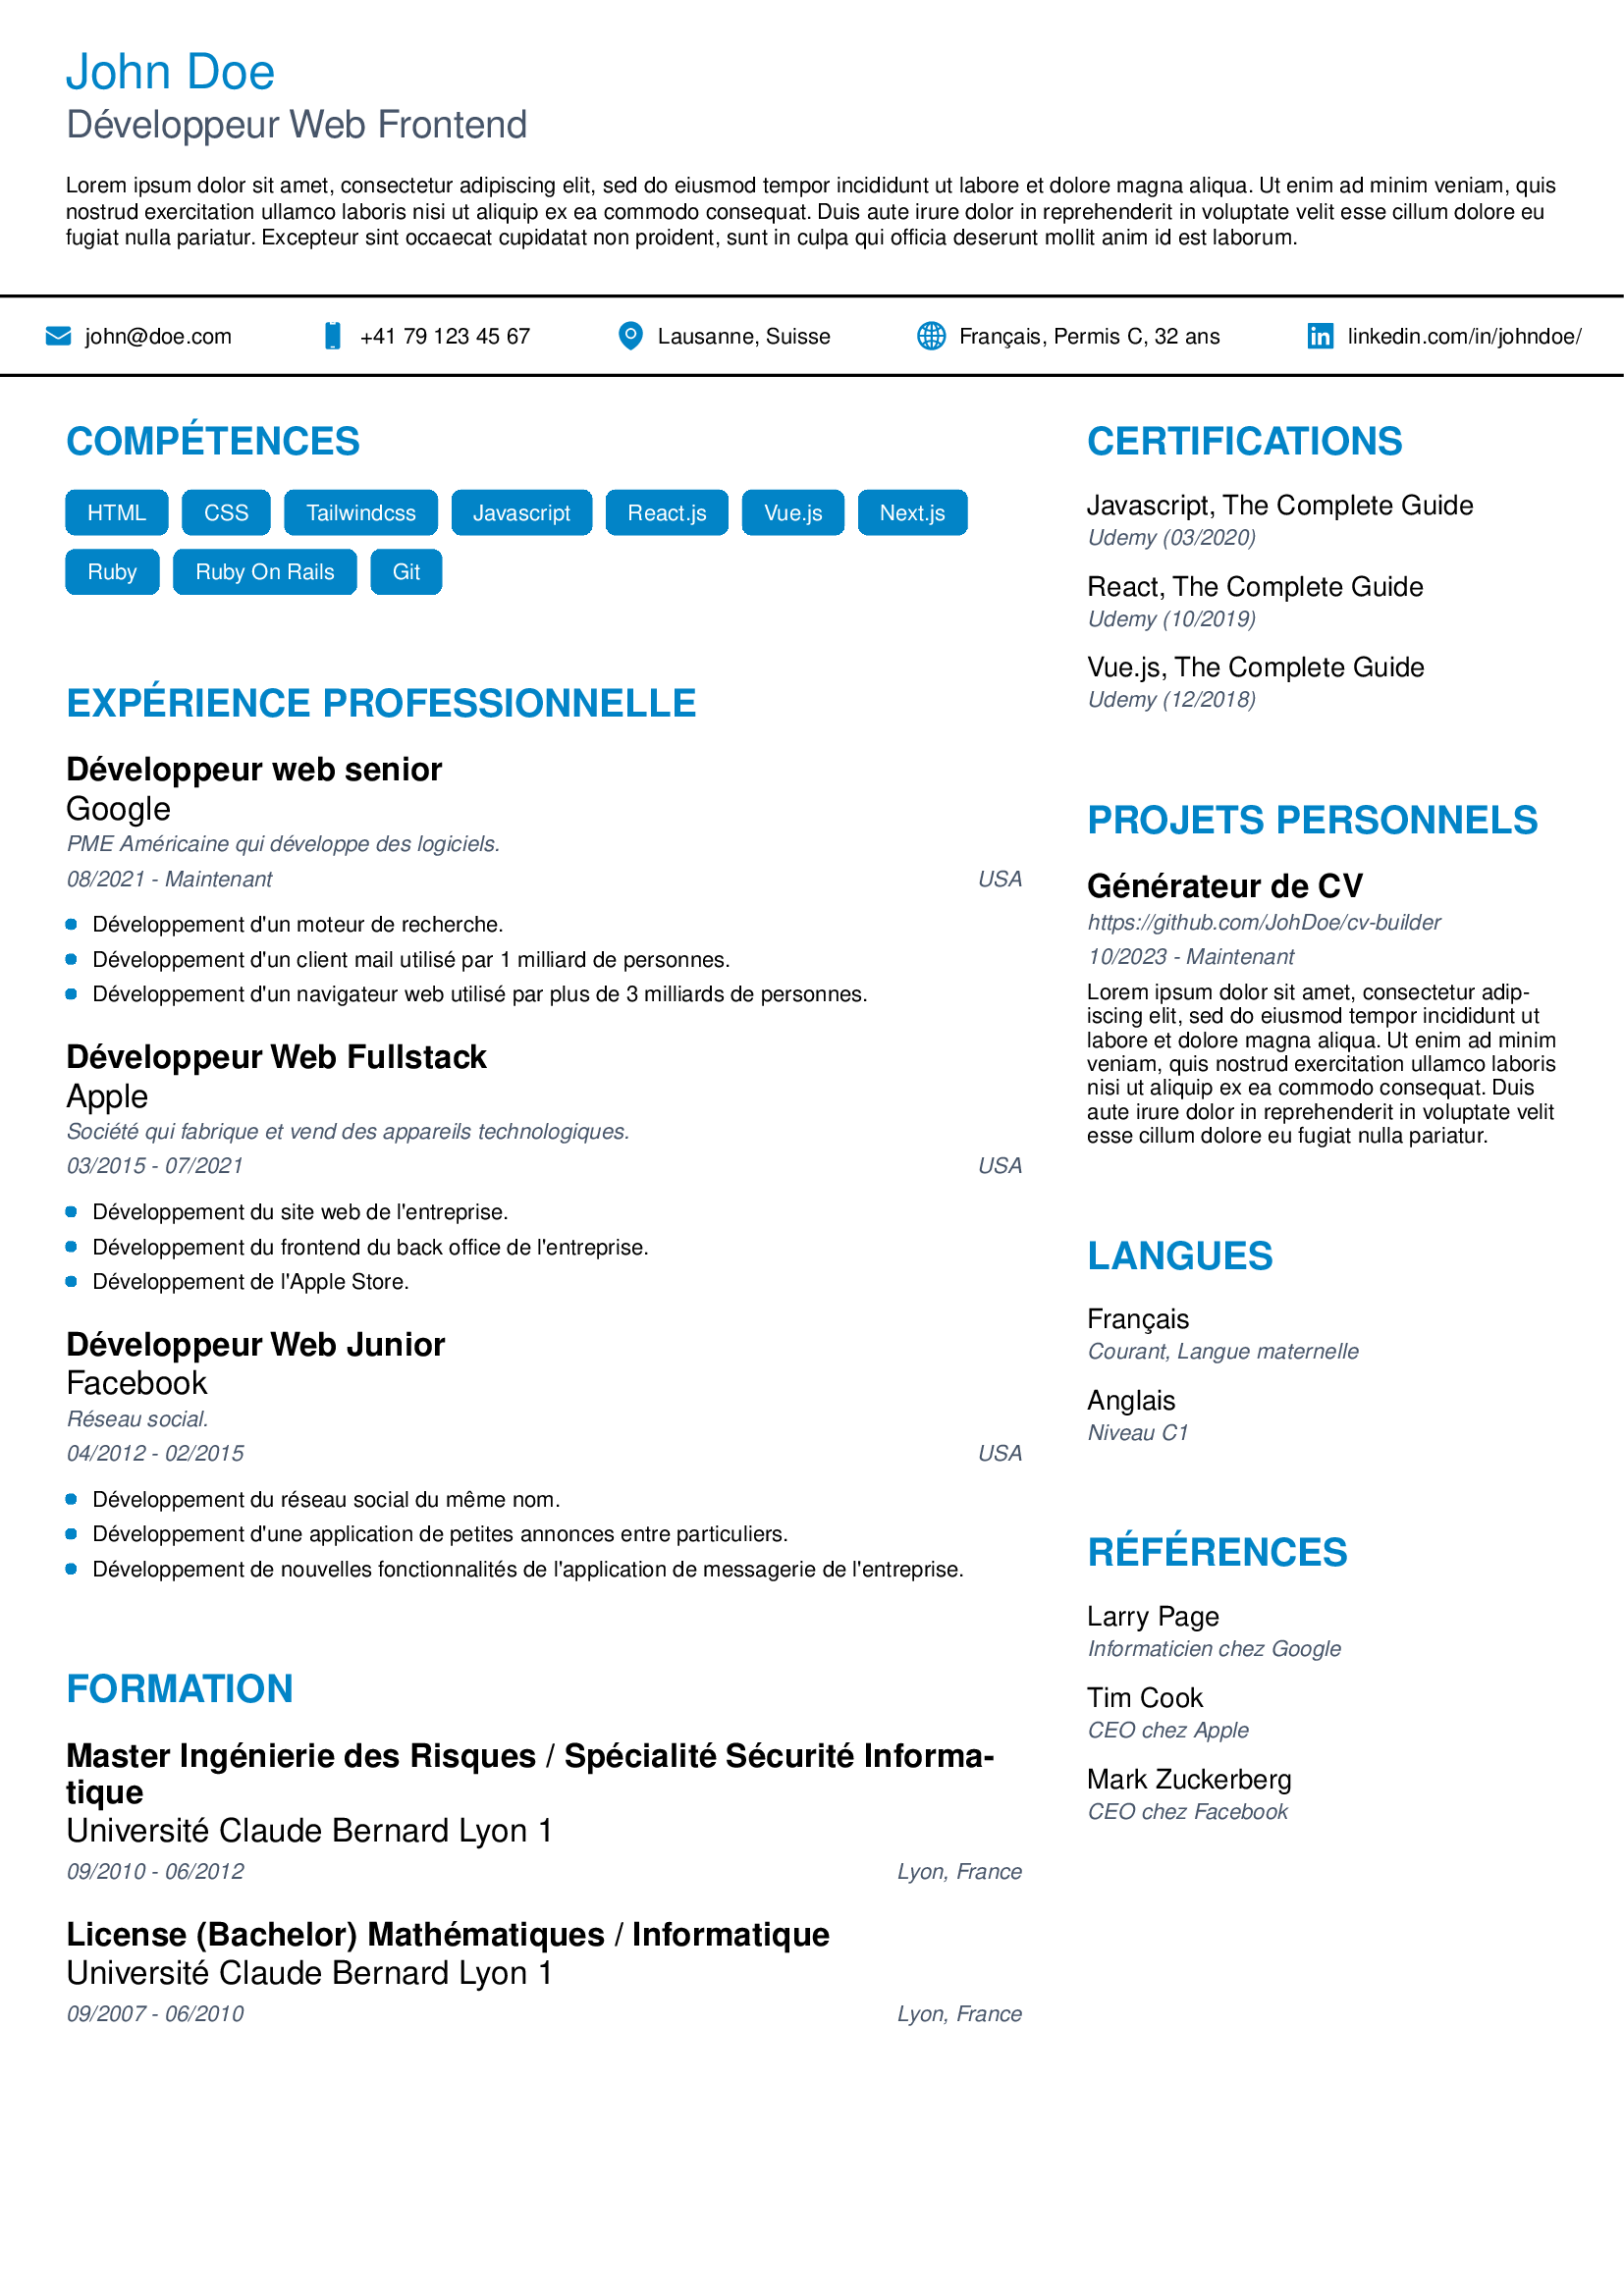 John Doe
Développeur Web Frontend
Lorem ipsum dolor sit amet, consectetur adipiscing elit, sed do eiusmod tempor incididunt ut labore et dolore magna aliqua. Ut enim ad minim veniam, quis
nostrud exercitation ullamco laboris nisi ut aliquip ex ea commodo consequat. Duis aute irure dolor in reprehenderit in voluptate velit esse cillum dolore eu
fugiat nulla pariatur. Excepteur sint occaecat cupidatat non proident, sunt in culpa qui officia deserunt mollit anim id est laborum.
john@doe.com +41 79 123 45 67 Lausanne, Suisse Français, Permis C, 32 ans linkedin.com/in/johndoe/
COMPÉTENCES
HTML CSS Tailwindcss Javascript React.js Vue.js Next.js
Ruby Ruby On Rails Git
EXPÉRIENCE PROFESSIONNELLE
Développeur web senior
Google
PME Américaine qui développe des logiciels.
08/2021 - Maintenant USA
Développement d'un moteur de recherche.
Développement d'un client mail utilisé par 1 milliard de personnes.
Développement d'un navigateur web utilisé par plus de 3 milliards de personnes.
Développeur Web Fullstack
Apple
Société qui fabrique et vend des appareils technologiques.
03/2015 - 07/2021 USA
Développement du site web de l'entreprise.
Développement du frontend du back office de l'entreprise.
Développement de l'Apple Store.
Développeur Web Junior
Facebook
Réseau social.
04/2012 - 02/2015 USA
Développement du réseau social du même nom.
Développement d'une application de petites annonces entre particuliers.
Développement de nouvelles fonctionnalités de l'application de messagerie de l'entreprise.
FORMATION
Master Ingénierie des Risques / Spécialité Sécurité Informa-
tique
Université Claude Bernard Lyon 1
09/2010 - 06/2012 Lyon, France
License (Bachelor) Mathématiques / Informatique
Université Claude Bernard Lyon 1
09/2007 - 06/2010 Lyon, France
CERTIFICATIONS
Javascript, The Complete Guide
Udemy (03/2020)
React, The Complete Guide
Udemy (10/2019)
Vue.js, The Complete Guide
Udemy (12/2018)
PROJETS PERSONNELS
Générateur de CV
https://github.com/JohDoe/cv-builder
10/2023 - Maintenant
Lorem ipsum dolor sit amet, consectetur adip-
iscing elit, sed do eiusmod tempor incididunt ut
labore et dolore magna aliqua. Ut enim ad minim
veniam, quis nostrud exercitation ullamco laboris
nisi ut aliquip ex ea commodo consequat. Duis
aute irure dolor in reprehenderit in voluptate velit
esse cillum dolore eu fugiat nulla pariatur.
LANGUES
Français
Courant, Langue maternelle
Anglais
Niveau C1
RÉFÉRENCES
Larry Page
Informaticien chez Google
Tim Cook
CEO chez Apple
Mark Zuckerberg
CEO chez Facebook